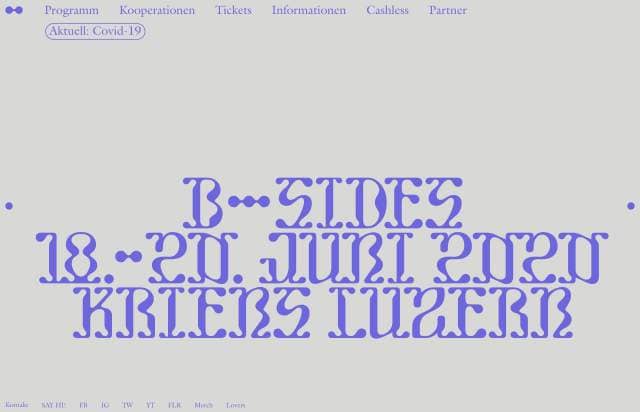 Programm Kooperationen Tickets Informationen Cashless Partner
Aktuell: Covid-19
B SIDES
18.-20. JUNI 2020
KRIENS LUZERN
Kontakt SAY HI! FB IG TW YT FLR Merch Lovers